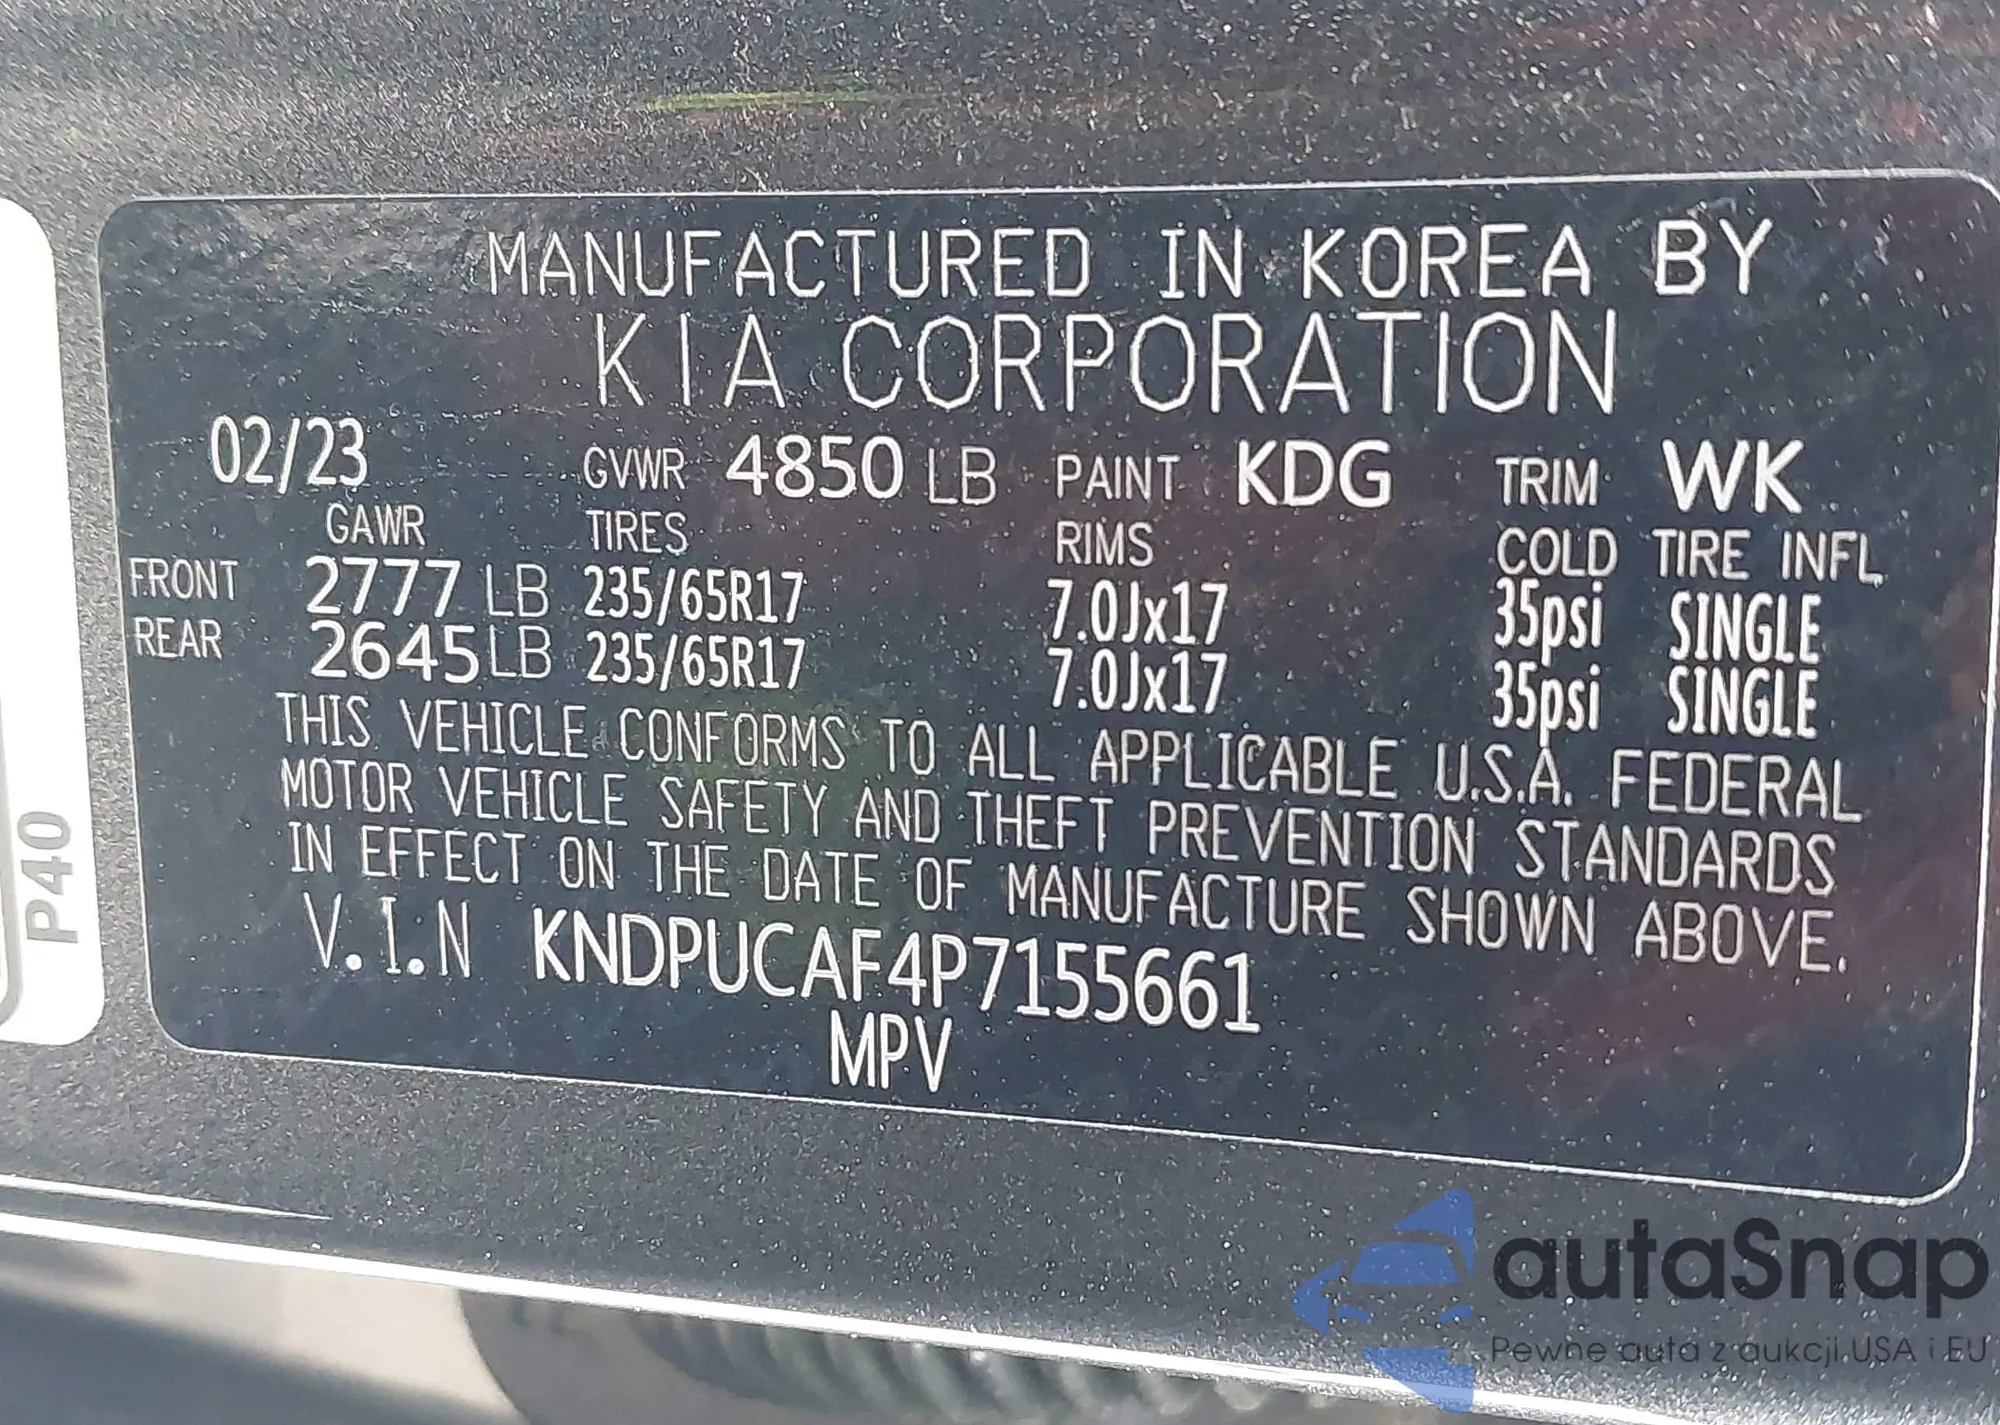 MANUFACTURED IN KOREA BY
KIA CORPORATION
02/23 GVWR 4850 LB PAINT KDG TRIM WK
GAWR TIRES RIMS COLD TIRE INFL
FRONT 2777 LB 235/65R17 7.0Jx17 35psi SINGLE
REAR 2645 LB 235/65R17 7.0Jx17 35psi SINGLE
THIS VEHICLE CONFORMS TO ALL APPLICABLE U.S.A. FEDERAL
MOTOR VEHICLE SAFETY AND THEFT PREVENTION STANDARDS
IN EFFECT ON THE DATE OF MANUFACTURE SHOWN ABOVE.
V.I.N KNDPUCAF4P7155661
MPV
P40
autaSnap
Pewne auta z aukcji USA i EU